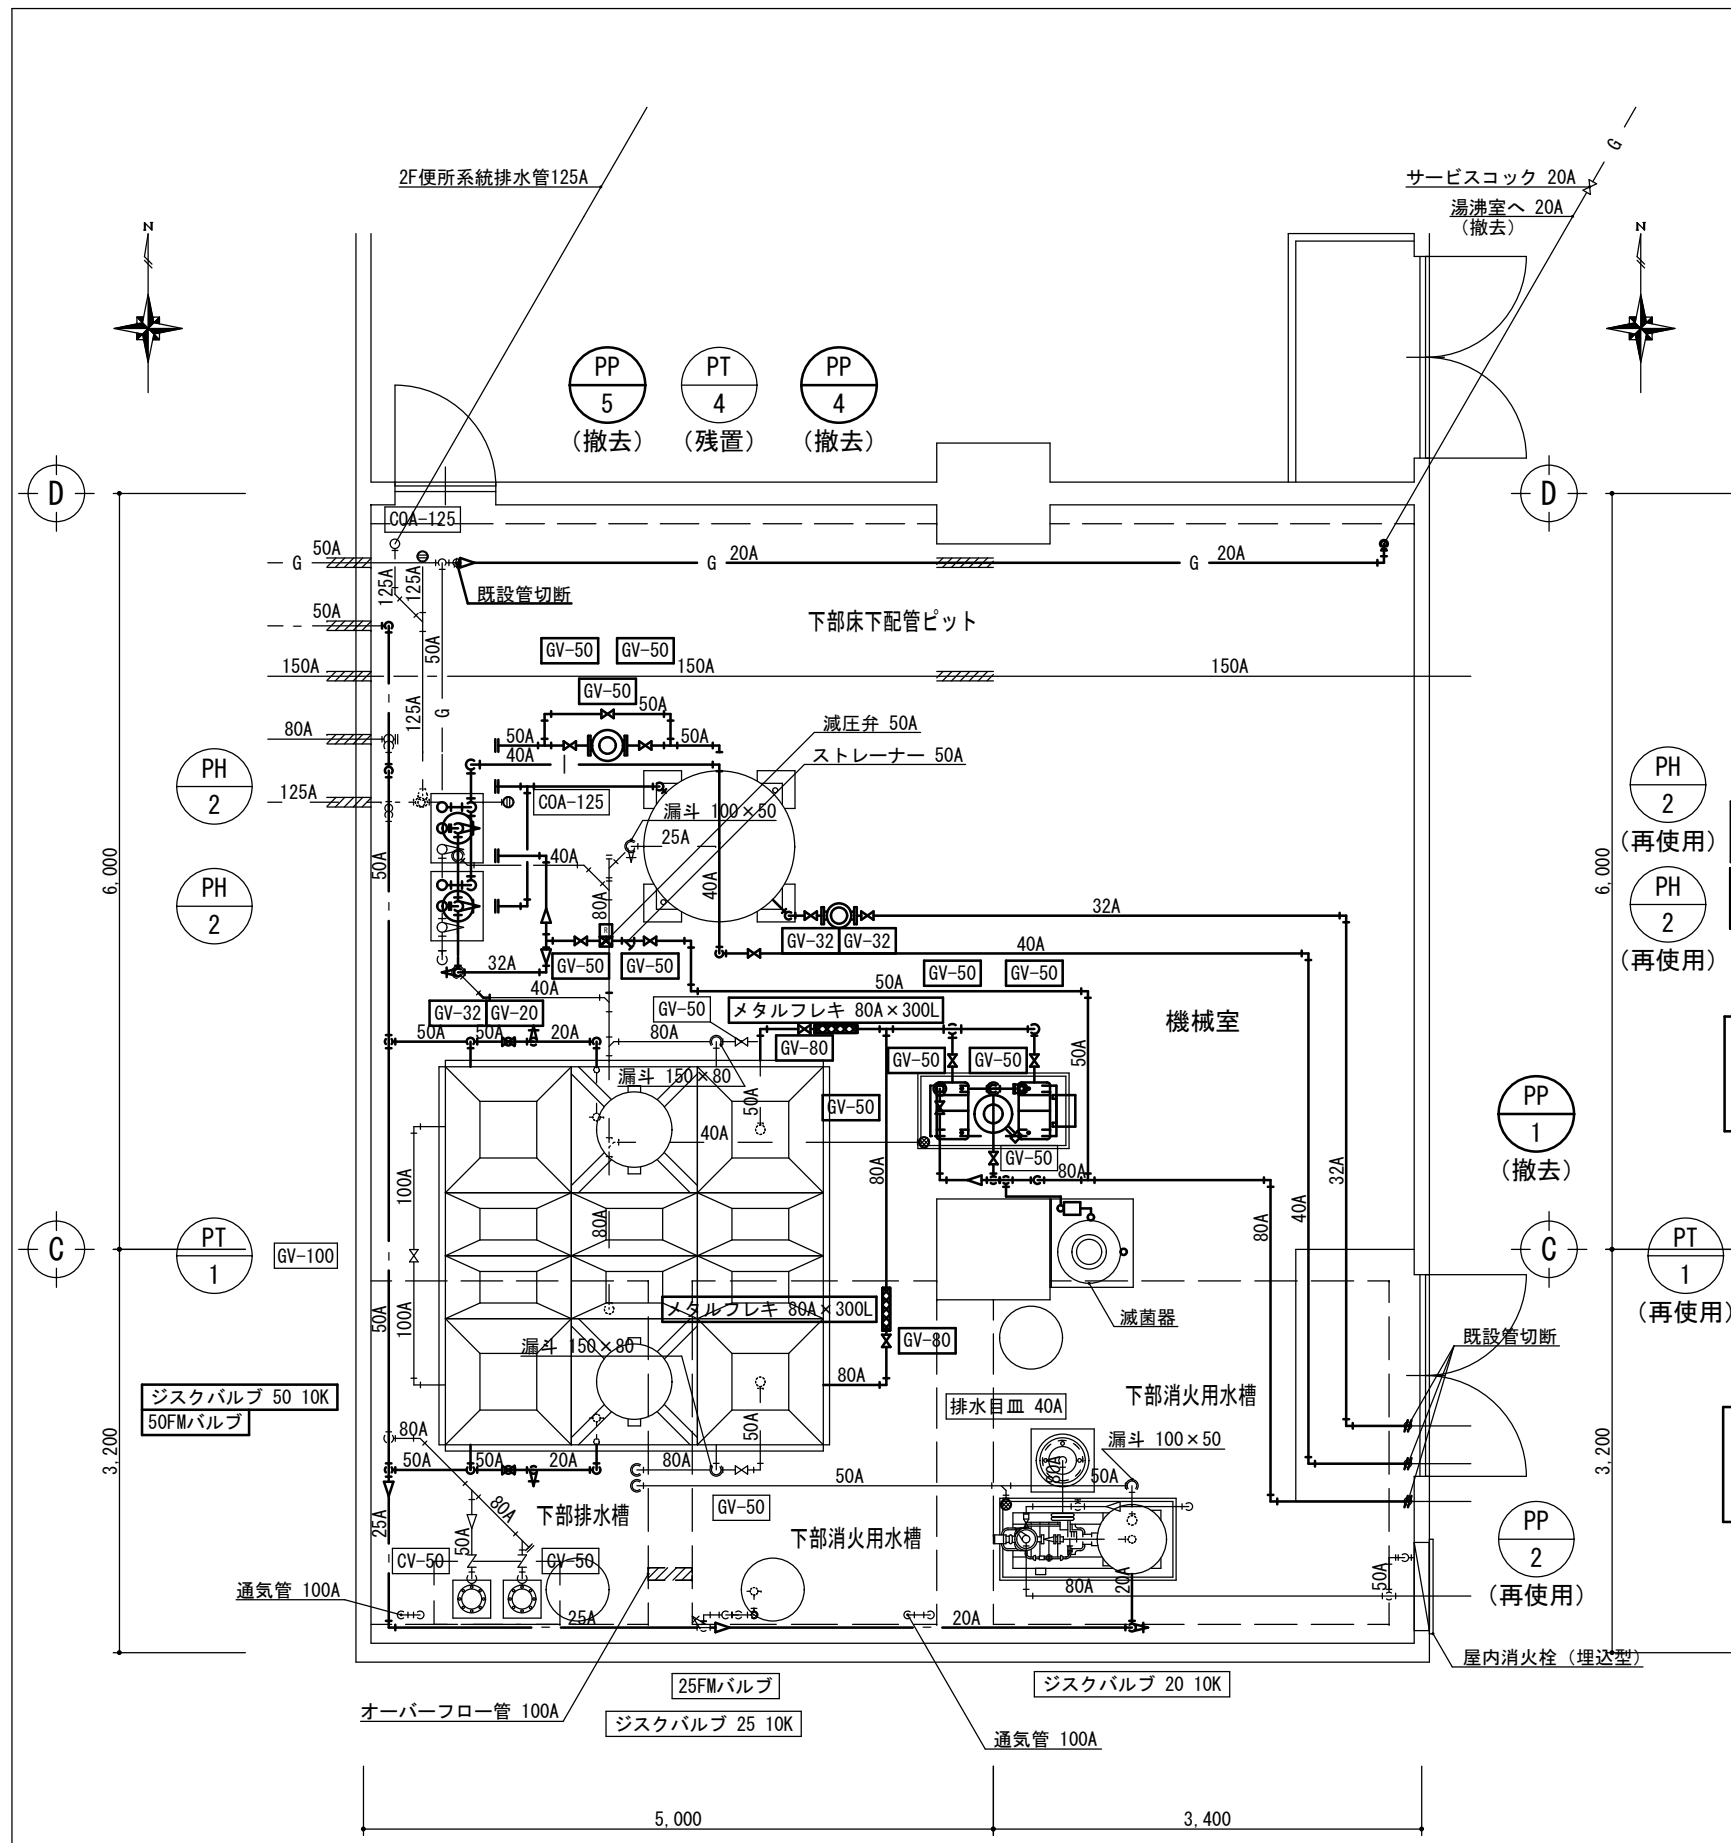 2F便所系統排水管125A
サービスコック 20A
G
湯沸室へ 20A
(撤去)
N
N
PP
5
(撤去)
PT
4
(残置)
PP
4
(撤去)
D
D
COA-125
50A
G
125A
125A
20A
G
G
20A
既設管切断
50A
下部床下配管ピット
50A
GV-50
GV-50
150A
150A
150A
GV-50
50A
125A
G
80A
50A
50A
減圧弁 50A
40A
ストレーナー 50A
PH
2
125A
COA-125
漏斗 100×50
25A
PH
2
(再使用)
50A
40A
40A
80A
6,000
6,000
PH
2
32A
PH
2
(再使用)
GV-32
GV-32
40A
32A
GV-50
GV-50
GV-50
GV-50
40A
50A
GV-32
GV-20
GV-50
メタルフレキ 80A×300L
機械室
50A
50A
20A
80A
GV-80
GV-50
GV-50
50A
漏斗 150×80
50A
GV-50
40A
PP
1
(撤去)
GV-50
80A
80A
100A
32A
80A
40A
80A
C
PT
1
GV-100
C
PT
1
(再使用)
50A
100A
メタルフレキ 80A×300L
滅菌器
漏斗 150×80
GV-80
既設管切断
80A
ジスクバルブ 50 10K
50FMバルブ
排水目皿 40A
下部消火用水槽
80A
50A
3,200
3,200
漏斗 100×50
50A
50A
20A
80A
50A
80A
50A
25A
50A
80A
下部排水槽
GV-50
下部消火用水槽
PP
2
(再使用)
CV-50
CV-50
通気管 100A
80A
20A
50A
25A
20A
屋内消火栓 (埋込型)
25FMバルブ
ジスクバルブ 20 10K
オーバーフロー管 100A
ジスクバルブ 25 10K
通気管 100A
5,000
3,400